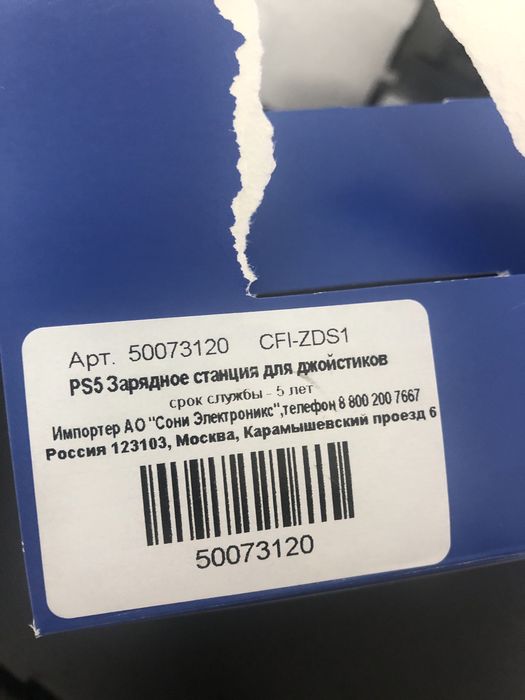 Арт. 50073120 CFI-ZDS1
PS5 Зарядное станция для джойстиков
срок службы - 5 лет
Импортер АО "Сони Электроникс",телефон 8 800 200 7667
Россия 123103, Москва, Карамышевский проезд 6
50073120